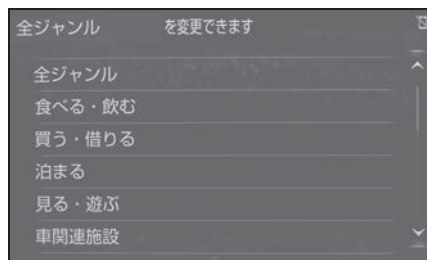 全ジャンル を変更できます
全ジャンル
食べる・飲む
買う・借りる
泊まる
見る・遊ぶ
車関連施設